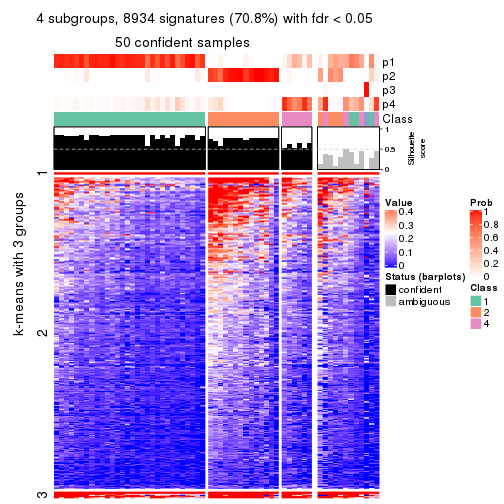 4 subgroups, 8934 signatures (70.8%) with fdr < 0.05
50 confident samples
p1
p2
p3
p4
Class
1
0.5
0
Silhouette
score
k-means with 3 groups
1
2
3
Value
0.4
0.3
0.2
0.1
0
Status (barplots)
confident
ambiguous
Prob
1
0.8
0.6
0.4
0.2
0
Class
1
2
4